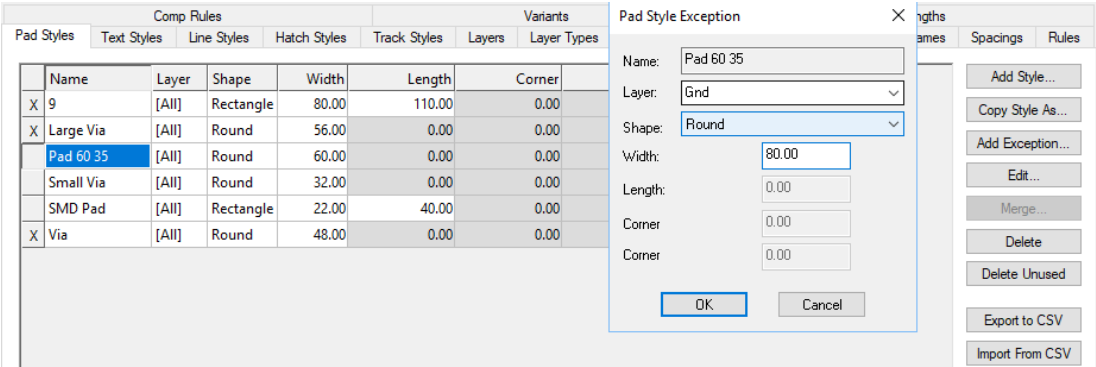 Comp Rules Variants ngths
Pad Styles Text Styles Line Styles Hatch Styles Track Styles Layers Layer Types ames Spacings Rules
Name Layer Shape Width Length Corner
X 9 [All] Rectangle 80.00 110.00 0.00
X Large Via [All] Round 56.00 0.00 0.00
Pad 60 35 [All] Round 60.00 0.00 0.00
Small Via [All] Round 32.00 0.00 0.00
SMD Pad [All] Rectangle 22.00 40.00 0.00
X Via [All] Round 48.00 0.00 0.00
Pad Style Exception
Name: Pad 60 35
Layer: Gnd
Shape: Round
Width: 80.00
Length: 0.00
Corner 0.00
Corner 0.00
OK Cancel
Add Style...
Copy Style As...
Add Exception...
Edit...
Merge...
Delete
Delete Unused
Export to CSV
Import From CSV